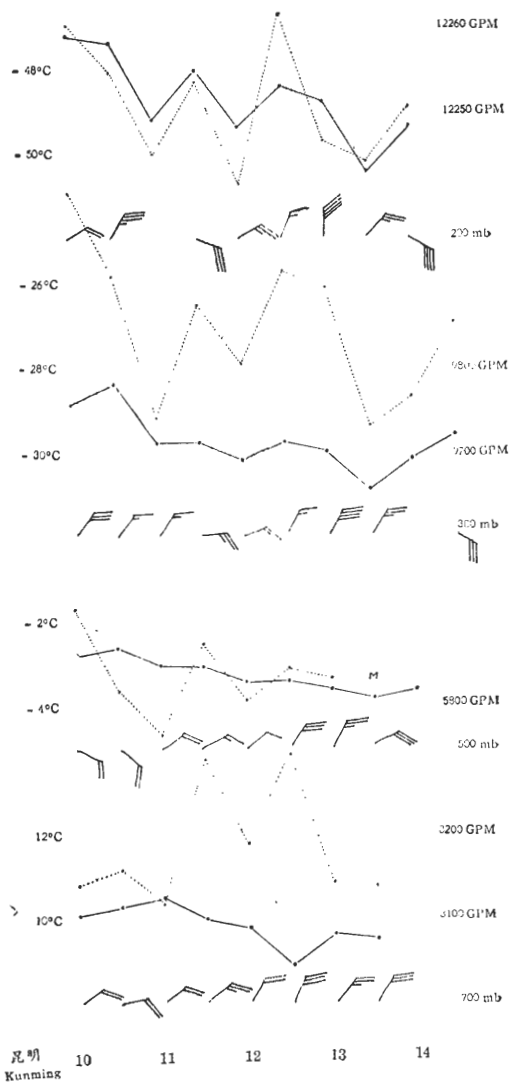 12260 GPM
- 48°C
12250 GPM
- 50°C
200 mb
- 26°C
- 28°C
9700 GPM
- 30°C
300 mb
- 2°C
M
- 4°C
5800 GPM
500 mb
12°C
3200 GPM
10°C
3100 GPM
700 mb
昆明 10 11 12 13 14
Kunming